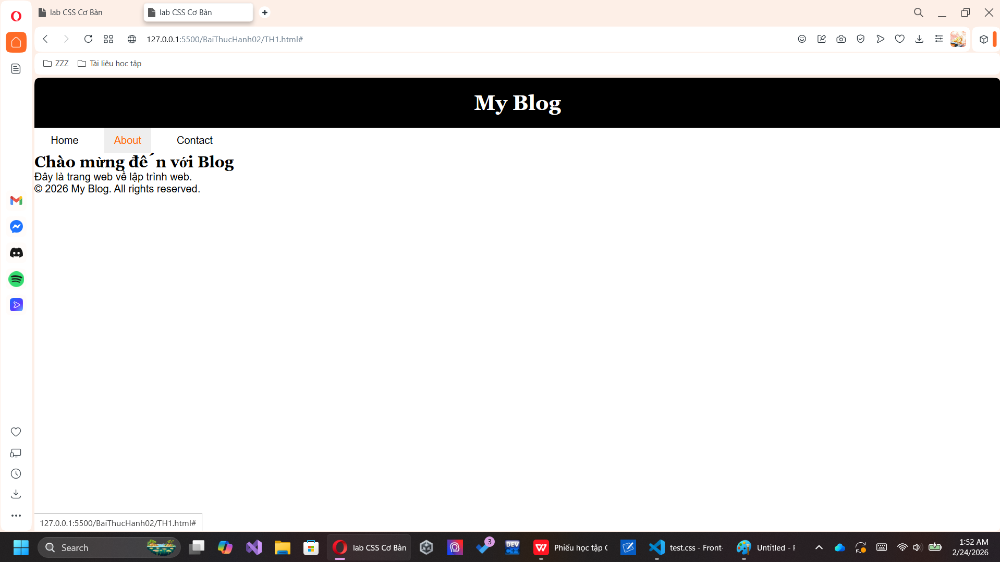 lab CSS Cơ Bản
lab CSS Cơ Bản
127.0.0.1:5500/BaiThucHanh02/TH1.html#
ZZZ
Tài liệu học tập
My Blog
Home
About
Contact
Chào mừng đến với Blog
Đây là trang web về lập trình web.
© 2026 My Blog. All rights reserved.
127.0.0.1:5500/BaiThucHanh02/TH1.html#
Search
lab CSS Cơ Bản
3
DEV
C++
Phiếu học tập C
test.css - Front-
Untitled - P
1:52 AM
2/24/2026